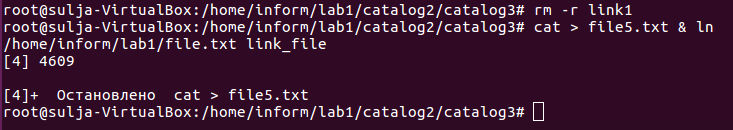 root@sulja-VirtualBox:/home/inform/lab1/catalog2/catalog3# rm -r link1
root@sulja-VirtualBox:/home/inform/lab1/catalog2/catalog3# cat > file5.txt & ln
/home/inform/lab1/file.txt link_file
[4] 4609
[4]+  Остановлено  cat > file5.txt
root@sulja-VirtualBox:/home/inform/lab1/catalog2/catalog3#